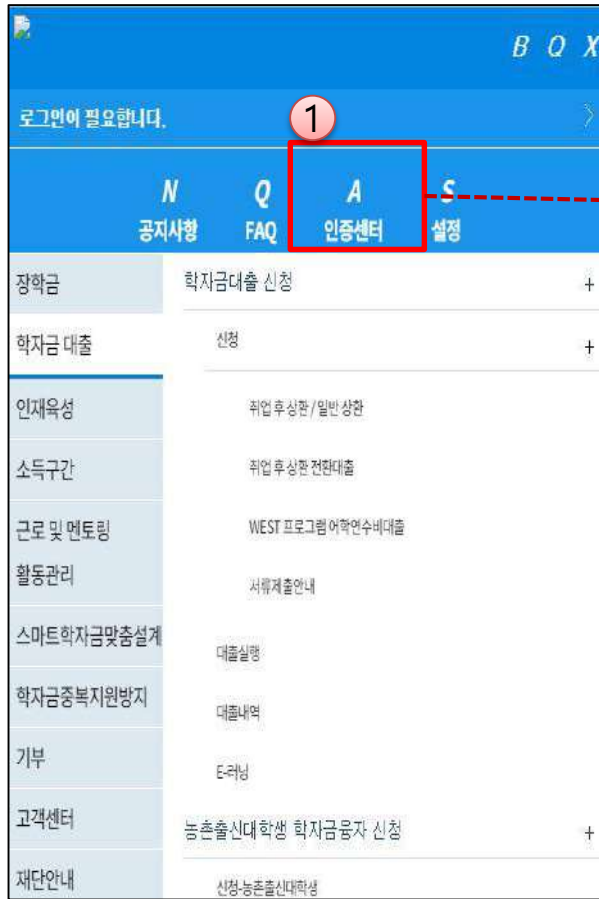 B Q X
로그인이 필요합니다.
1
N Q A S
공지사항 FAQ 인증센터 설정
장학금
학자금 대출
인재육성
소득구간
근로 및 멘토링
활동관리
스마트학자금맞춤설계
학자금중복지원방지
기부
고객센터
재단안내
학자금대출 신청 +
신청 +
취업 후 상환 / 일반 상환
취업 후 상환 전환대출
WEST 프로그램 어학연수비대출
서류제출안내
대출실행
대출내역
E-러닝
농촌출신대학생 학자금융자 신청 +
신청-농촌출신대학생